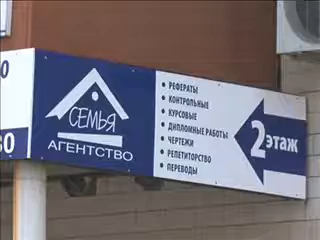 СЕМЬЯ
АГЕНТСТВО
• РЕФЕРАТЫ
• КОНТРОЛЬНЫЕ
• КУРСОВЫЕ
• ДИПЛОМНЫЕ РАБОТЫ
• ЧЕРТЕЖИ
• РЕПЕТИТОРСТВО
• ПЕРЕВОДЫ
2 этаж